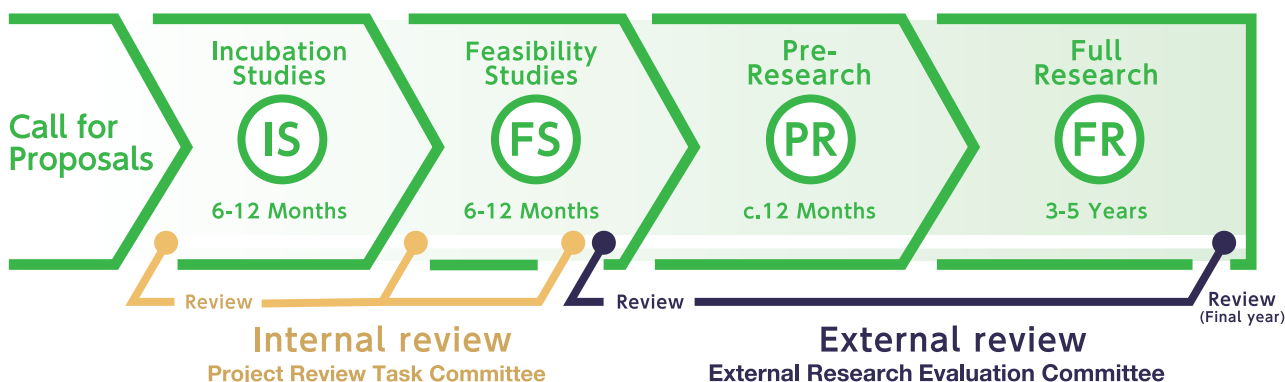 Call for
Proposals
Incubation
Studies
IS
6-12 Months
Feasibility
Studies
FS
6-12 Months
Pre-
Research
PR
c.12 Months
Full
Research
FR
3-5 Years
Review
Internal review
Project Review Task Committee
Review
External review
External Research Evaluation Committee
Review
(Final year)